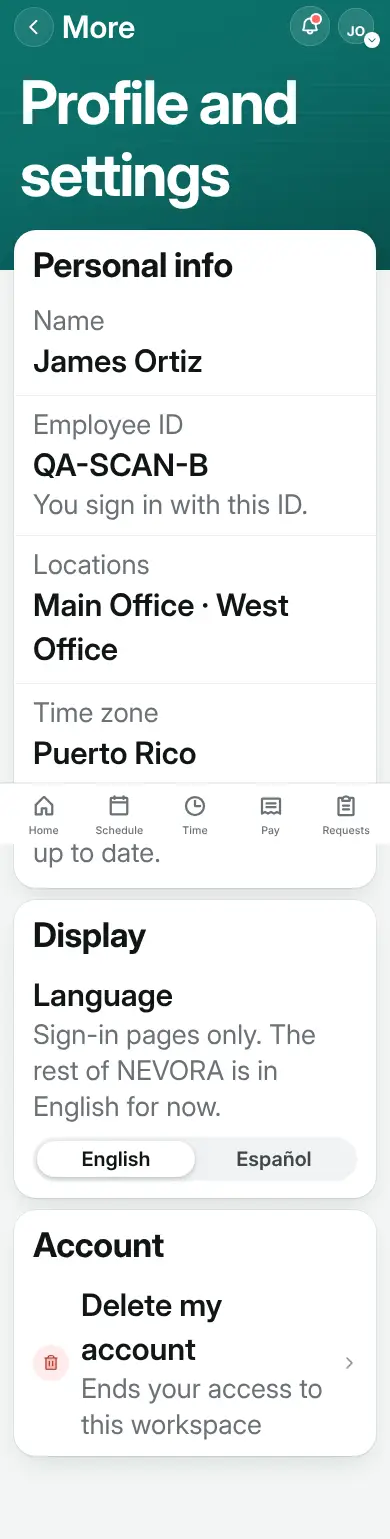 More
JO
Profile and
settings
Personal info
Name
James Ortiz
Employee ID
QA-SCAN-B
You sign in with this ID.
Locations
Main Office · West
Office
Time zone
Puerto Rico
Home
Schedule
Time
Pay
Requests
up to date.
Display
Language
Sign-in pages only. The
rest of NEVORA is in
English for now.
English
Español
Account
Delete my
account
Ends your access to
this workspace